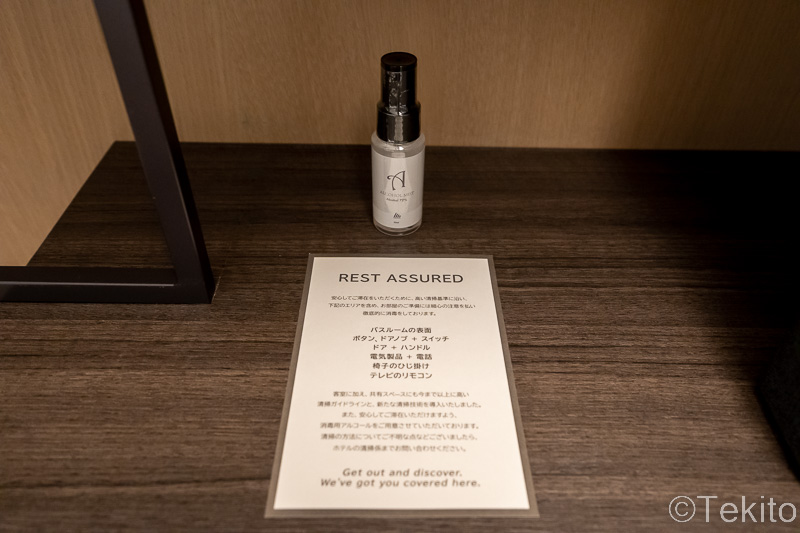 A
Alcohol 75%
REST ASSURED
安心してご滞在をいただくために、高い清掃基準に沿い、
下記のエリアを含め、お部屋のご準備には細心の注意を払い
徹底的に消毒をしております。
バスルームの表面
ボタン、ドアノブ + スイッチ
ドア + ハンドル
電気製品 + 電話
椅子のひじ掛け
テレビのリモコン
客室に加え、共有スペースにも今まで以上に高い
清掃ガイドラインと、新たな清掃技術を導入いたしました。
また、安心してご滞在いただけますよう、
消毒用アルコールをご用意させていただいております。
清掃の方法についてご不明な点などございましたら、
ホテルの清掃係までお問い合わせください。
Get out and discover.
We've got you covered here.
©Tekito